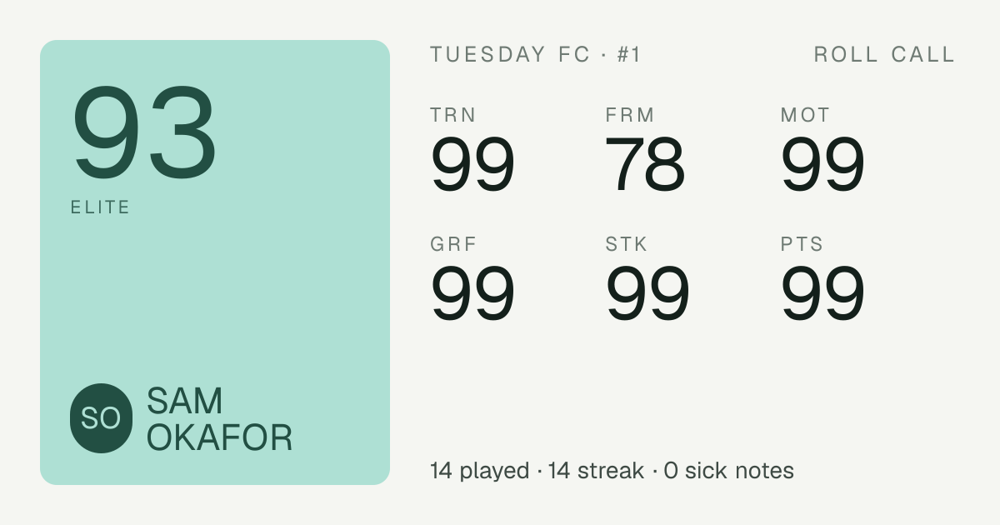 93
ELITE
SO
SAM
OKAFOR
TUESDAY FC · #1
ROLL CALL
TRN
99
FRM
78
MOT
99
GRF
99
STK
99
PTS
99
14 played · 14 streak · 0 sick notes